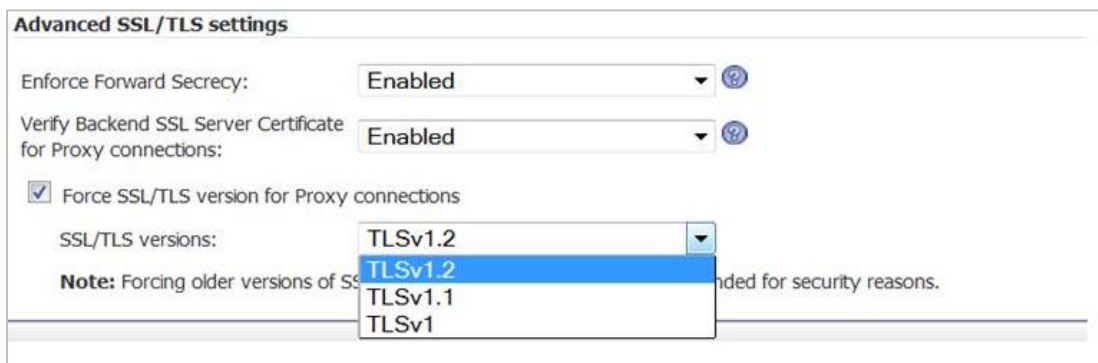 Advanced SSL/TLS settings
Enforce Forward Secrecy: Enabled
Verify Backend SSL Server Certificate
for Proxy connections: Enabled
Force SSL/TLS version for Proxy connections
SSL/TLS versions: TLSv1.2
TLSv1.2
Note: Forcing older versions of SS nded for security reasons.
TLSv1.1
TLSv1